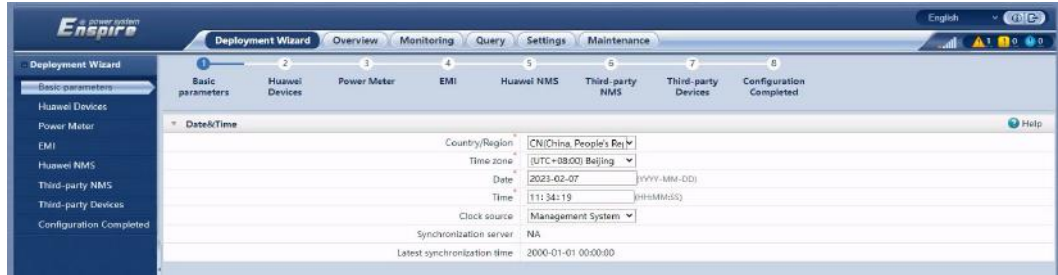 e power system
Enspire
English
Deployment Wizard Overview Monitoring Query Settings Maintenance
1 0 0
Deployment Wizard
Basic parameters
Huawei Devices
Power Meter
EMI
Huawei NMS
Third-party NMS
Third-party Devices
Configuration Completed
1 2 3 4 5 6 7 8
Basic parameters
Huawei Devices
Power Meter
EMI
Huawei NMS
Third-party NMS
Third-party Devices
Configuration Completed
Date&Time
Help
Country/Region * CN(China, People's Re
Time zone * (UTC+08:00) Beijing
Date * 2023-02-07 (YYYY-MM-DD)
Time * 11:34:19 (HH:MM:SS)
Clock source Management System
Synchronization server NA
Latest synchronization time 2000-01-01 00:00:00